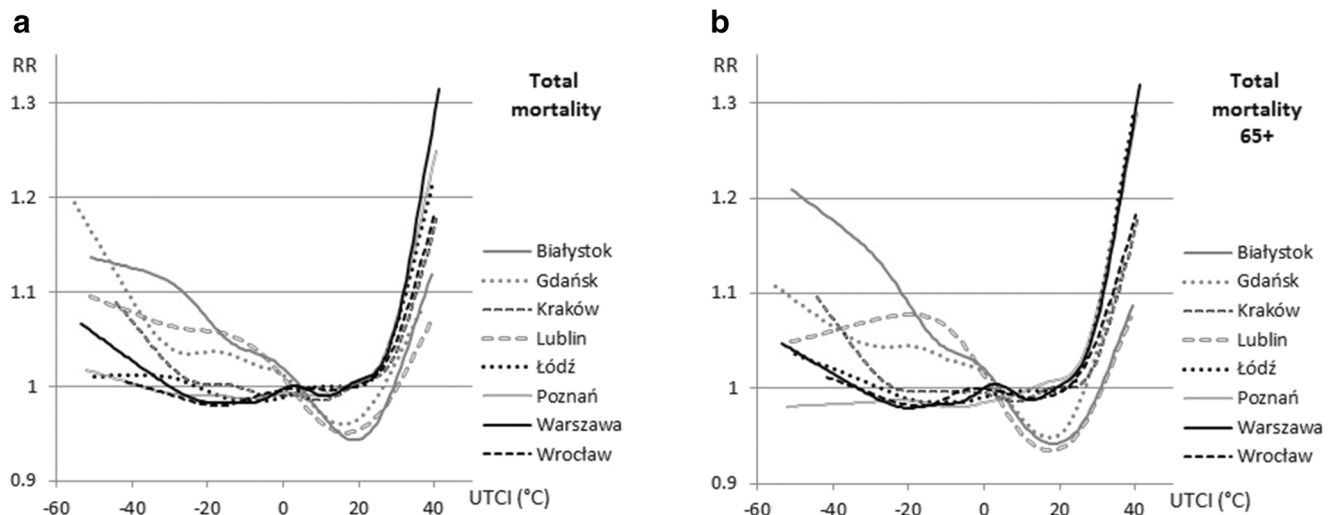 a
RR
1.3
1.2
1.1
1
0.9
-60 -40 -20 0 20 40
UTCI (°C)
Total
mortality
Białystok
Gdańsk
Kraków
Lublin
Łódź
Poznań
Warszawa
Wrocław
b
RR
1.3
1.2
1.1
1
0.9
-60 -40 -20 0 20 40
UTCI (°C)
Total
mortality
65+
Białystok
Gdańsk
Kraków
Lublin
Łódź
Poznań
Warszawa
Wrocław